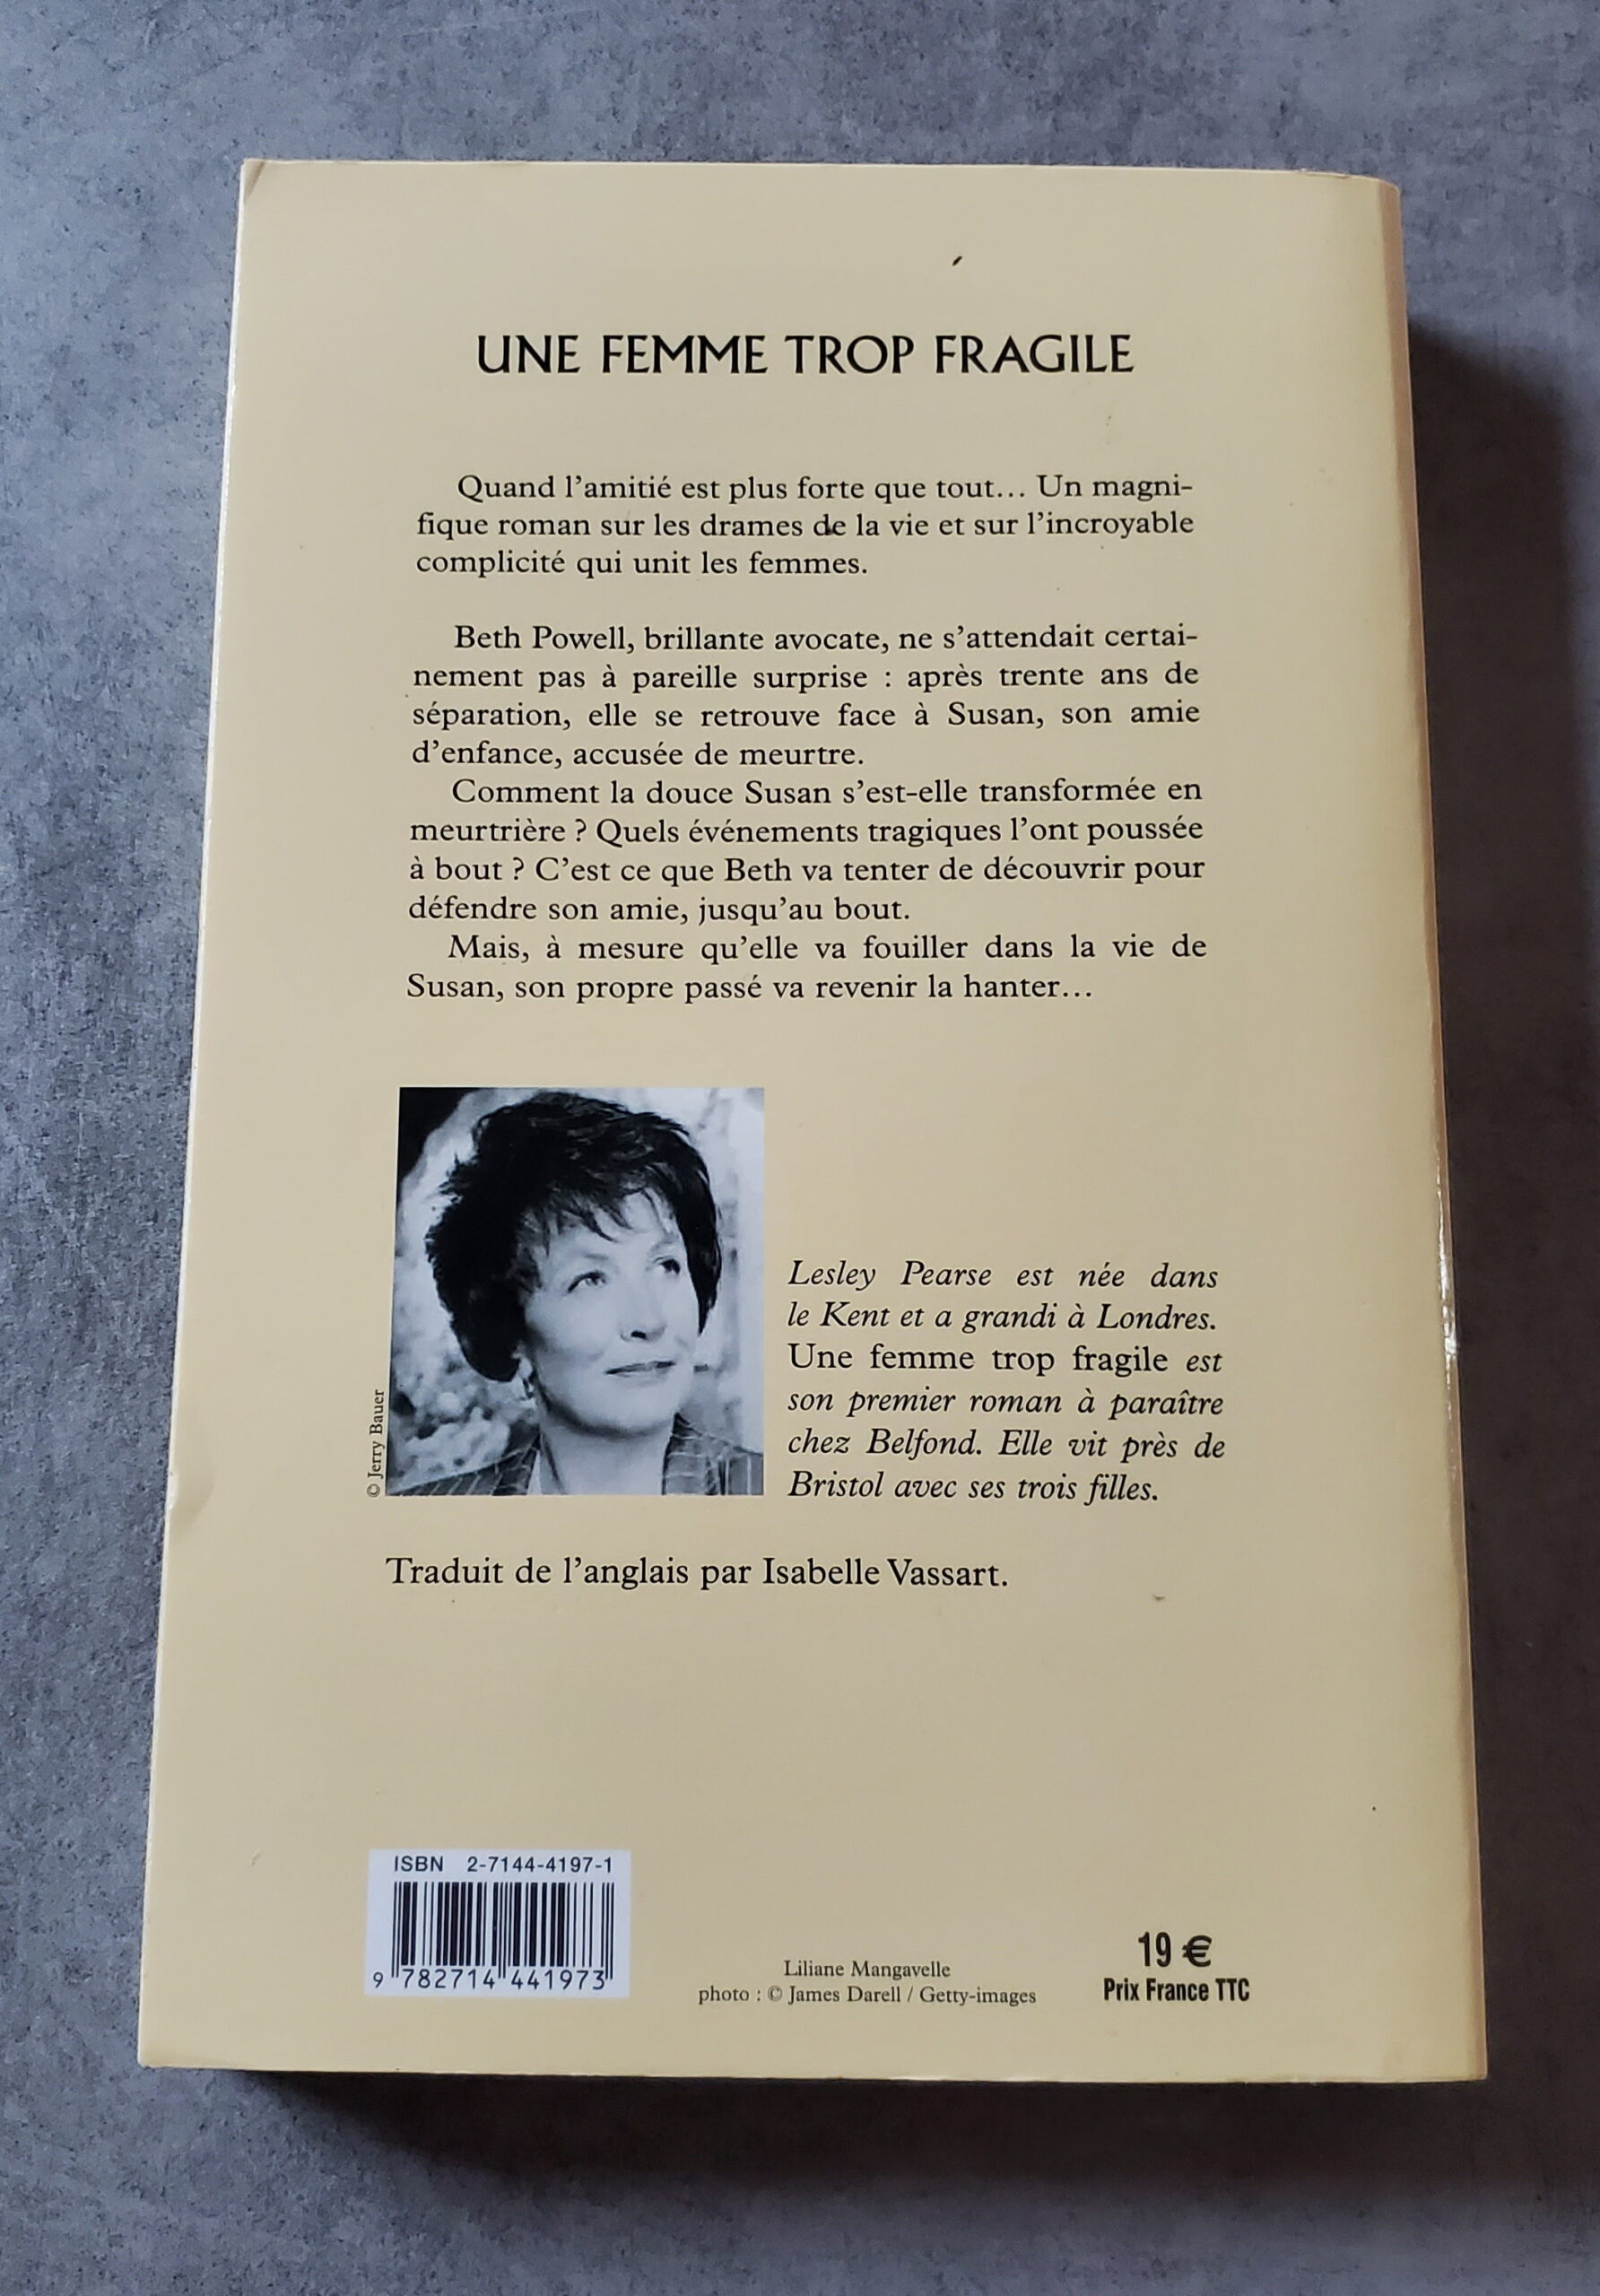 UNE FEMME TROP FRAGILE
Quand l'amitié est plus forte que tout... Un magni-
fique roman sur les drames de la vie et sur l'incroyable
complicité qui unit les femmes.
Beth Powell, brillante avocate, ne s'attendait certai-
nement pas à pareille surprise : après trente ans de
séparation, elle se retrouve face à Susan, son amie
d'enfance, accusée de meurtre.
Comment la douce Susan s'est-elle transformée en
meurtrière ? Quels événements tragiques l'ont poussée
à bout ? C'est ce que Beth va tenter de découvrir pour
défendre son amie, jusqu'au bout.
Mais, à mesure qu'elle va fouiller dans la vie de
Susan, son propre passé va revenir la hanter...
© Jerry Bauer
Lesley Pearse est née dans
le Kent et a grandi à Londres.
Une femme trop fragile est
son premier roman à paraître
chez Belfond. Elle vit près de
Bristol avec ses trois filles.
Traduit de l'anglais par Isabelle Vassart.
ISBN 2-7144-4197-1
9 782714 441973
Liliane Mangavelle
photo : © James Darell / Getty-images
19 €
Prix France TTC